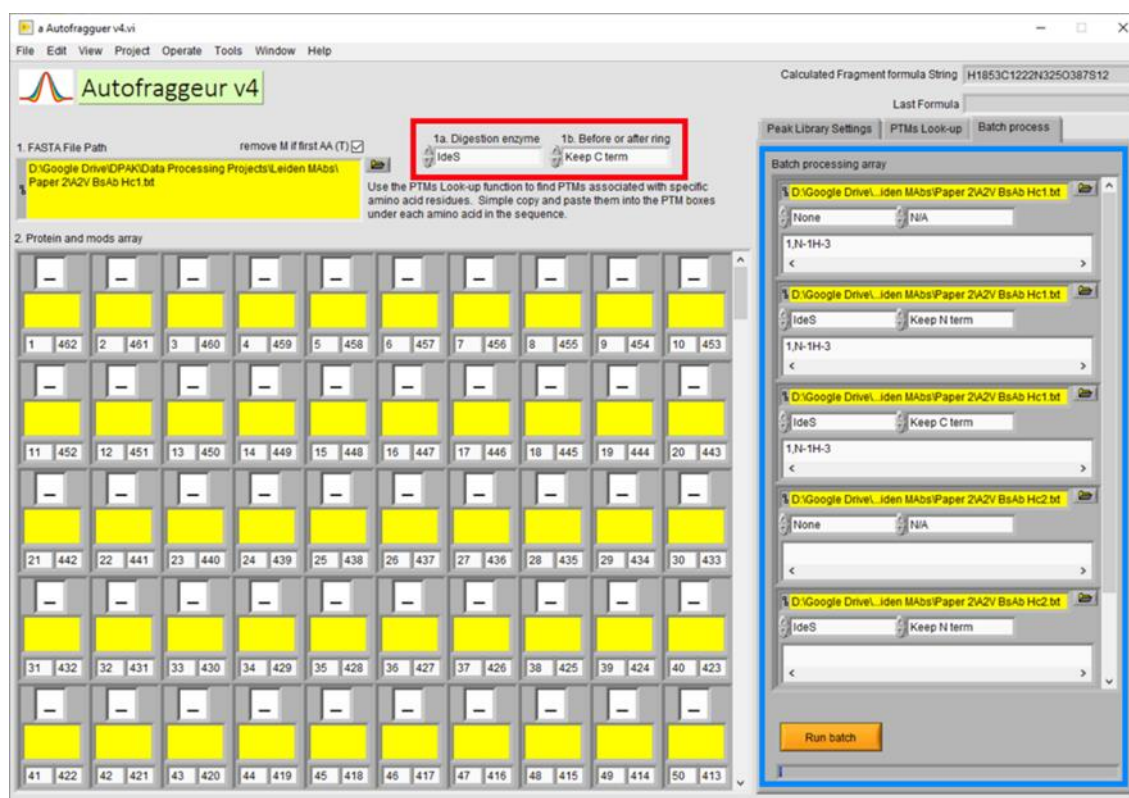 a Autofragguer v4.vi
File Edit View Project Operate Tools Window Help
Autofraggeur v4
Calculated Fragment formula String H1853C1222N325O387S12
Last Formula
Peak Library Settings PTMs Look-up Batch process
1. FASTA File Path remove M if first AA (T)
D:\Google Drive\DPAK\Data Processing Projects\Leiden MAbs\
Paper 2\A2V BsAb Hc1.txt
1a. Digestion enzyme 1b. Before or after ring
IdeS Keep C term
Use the PTMs Look-up function to find PTMs associated with specific
amino acid residues. Simple copy and paste them into the PTM boxes
under each amino acid in the sequence.
2. Protein and mods array
– – – – – – – – – –
1 462 2 461 3 460 4 459 5 458 6 457 7 456 8 455 9 454 10 453
– – – – – – – – – –
11 452 12 451 13 450 14 449 15 448 16 447 17 446 18 445 19 444 20 443
– – – – – – – – – –
21 442 22 441 23 440 24 439 25 438 26 437 27 436 28 435 29 434 30 433
– – – – – – – – – –
31 432 32 431 33 430 34 429 35 428 36 427 37 426 38 425 39 424 40 423
– – – – – – – – – –
41 422 42 421 43 420 44 419 45 418 46 417 47 416 48 415 49 414 50 413
Batch processing array
D:\Google Drive\...iden MAbs\Paper 2\A2V BsAb Hc1.txt
None N/A
1,N-1H-3
D:\Google Drive\...iden MAbs\Paper 2\A2V BsAb Hc1.txt
IdeS Keep N term
1,N-1H-3
D:\Google Drive\...iden MAbs\Paper 2\A2V BsAb Hc1.txt
IdeS Keep C term
1,N-1H-3
D:\Google Drive\...iden MAbs\Paper 2\A2V BsAb Hc2.txt
None N/A
D:\Google Drive\...iden MAbs\Paper 2\A2V BsAb Hc2.txt
IdeS Keep N term
Run batch